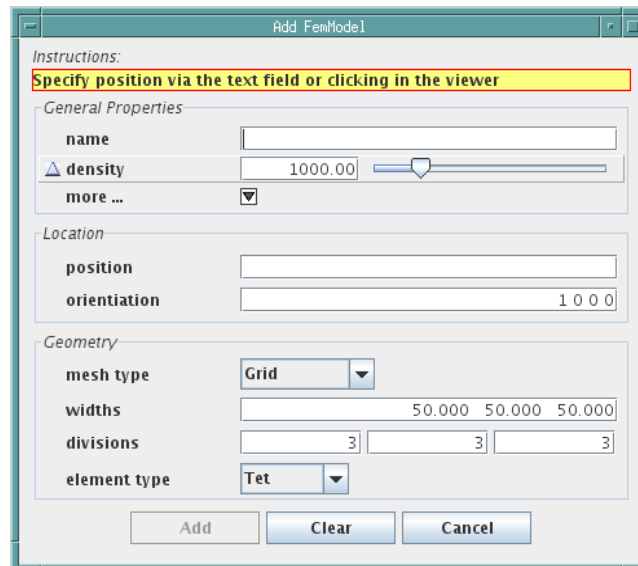 Add FemModel
Instructions:
Specify position via the text field or clicking in the viewer
General Properties
name
density 1000.00
more ...
Location
position
orientiation 1 0 0 0
Geometry
mesh type Grid
widths 50.000 50.000 50.000
divisions 3 3 3
element type Tet
Add Clear Cancel